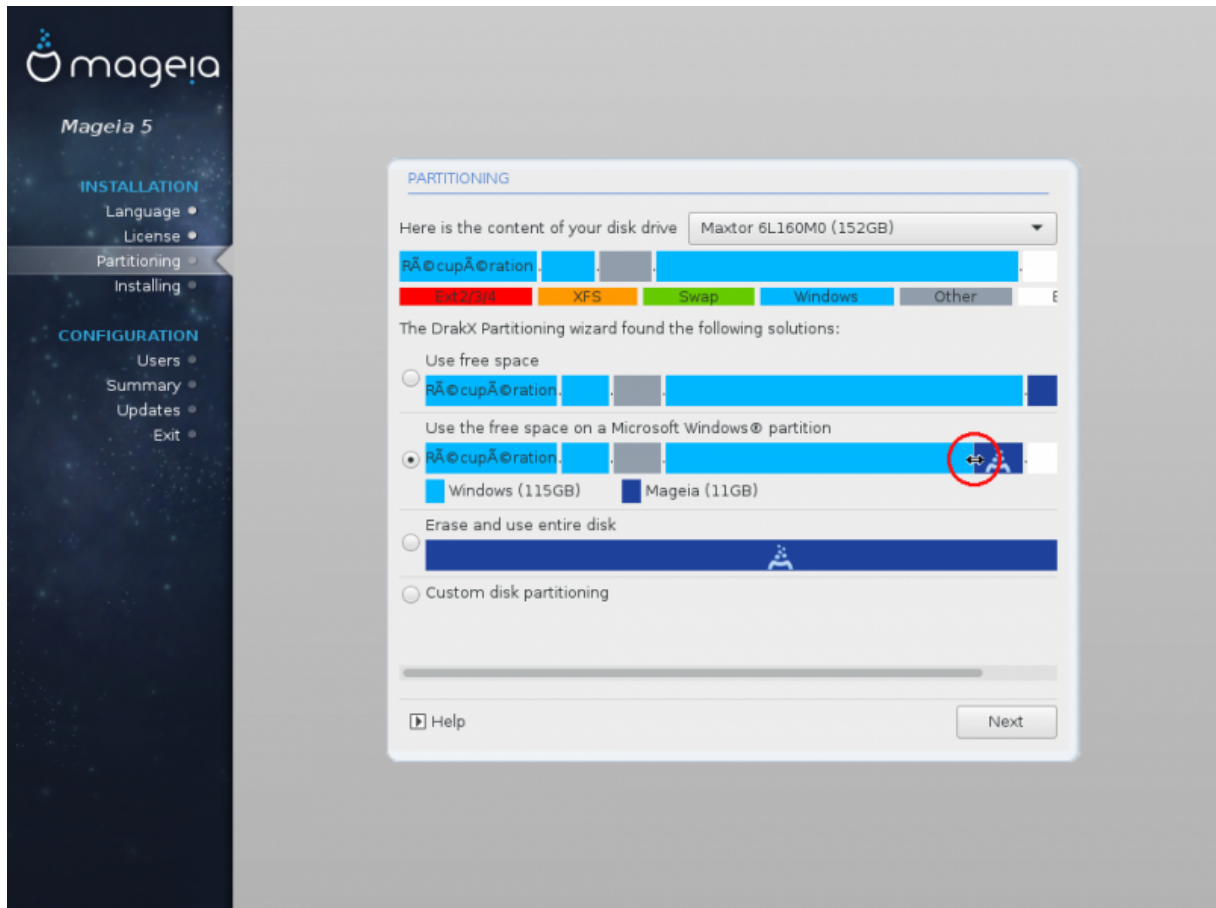 mageia
Mageia 5
INSTALLATION
Language
License
Partitioning
Installing
CONFIGURATION
Users
Summary
Updates
Exit
PARTITIONING
Here is the content of your disk drive Maxtor 6L160M0 (152GB)
RÃ©cupÃ©ration
Ext2/3/4 XFS Swap Windows Other E
The DrakX Partitioning wizard found the following solutions:
Use free space
RÃ©cupÃ©ration
Use the free space on a Microsoft Windows® partition
RÃ©cupÃ©ration
Windows (115GB) Mageia (11GB)
Erase and use entire disk
Custom disk partitioning
Help Next